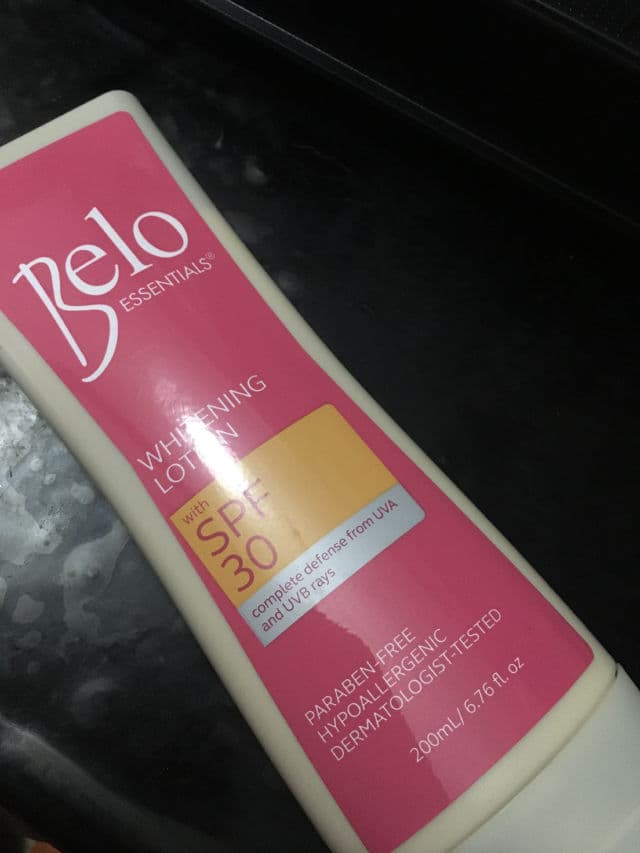 Belo
ESSENTIALS®
WHITENING
LOTION
with
SPF
30
complete defense from UVA
and UVB rays
PARABEN-FREE
HYPOALLERGENIC
DERMATOLOGIST-TESTED
200mL/ 6.76 fl. oz